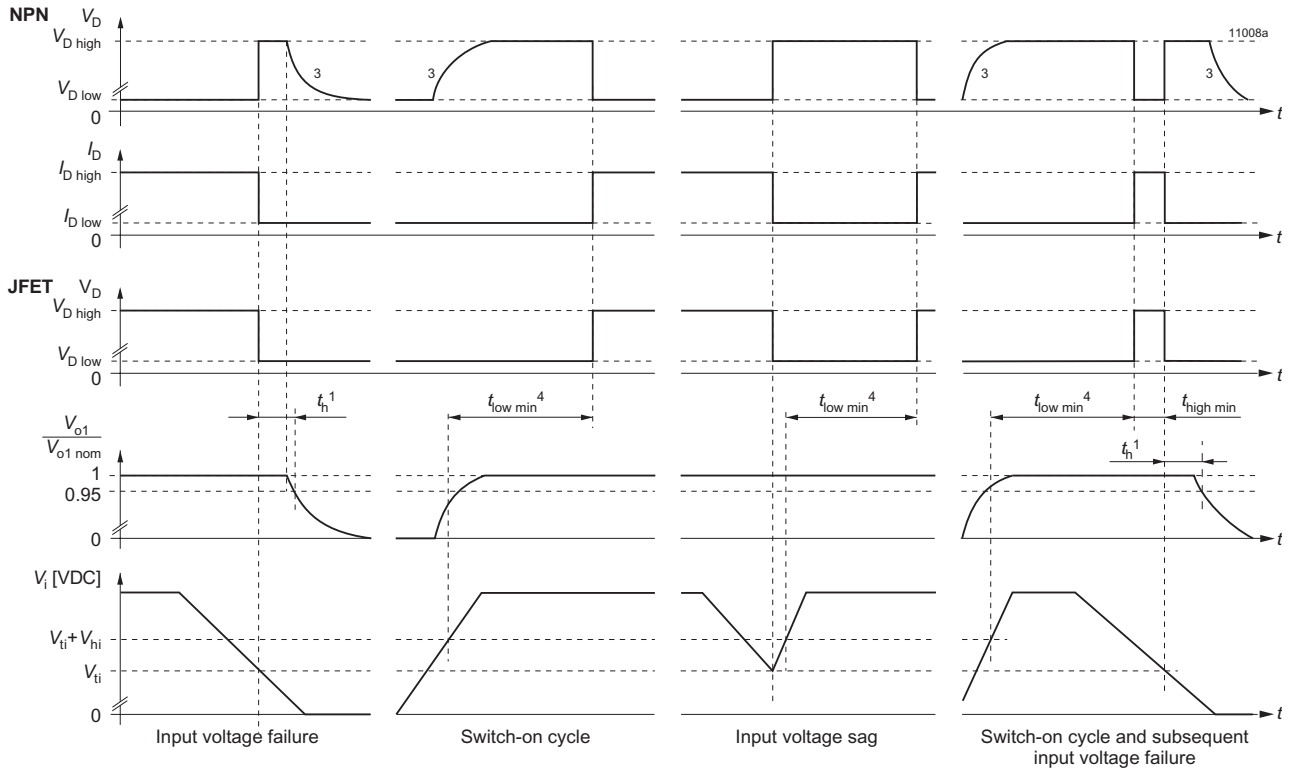 NPN
V_D
V_D high
3 3 3 3
11008a
V_D low
0
t
I_D
I_D high
I_D low
0
t
JFET V_D
V_D high
V_D low
0
t
t_h^1 t_low min^4 t_low min^4 t_low min^4 t_high min
V_o1
V_o1 nom
t_h^1
1
0.95
0
t
V_i [VDC]
V_ti+V_hi
V_ti
0
t
Input voltage failure
Switch-on cycle
Input voltage sag
Switch-on cycle and subsequent
input voltage failure